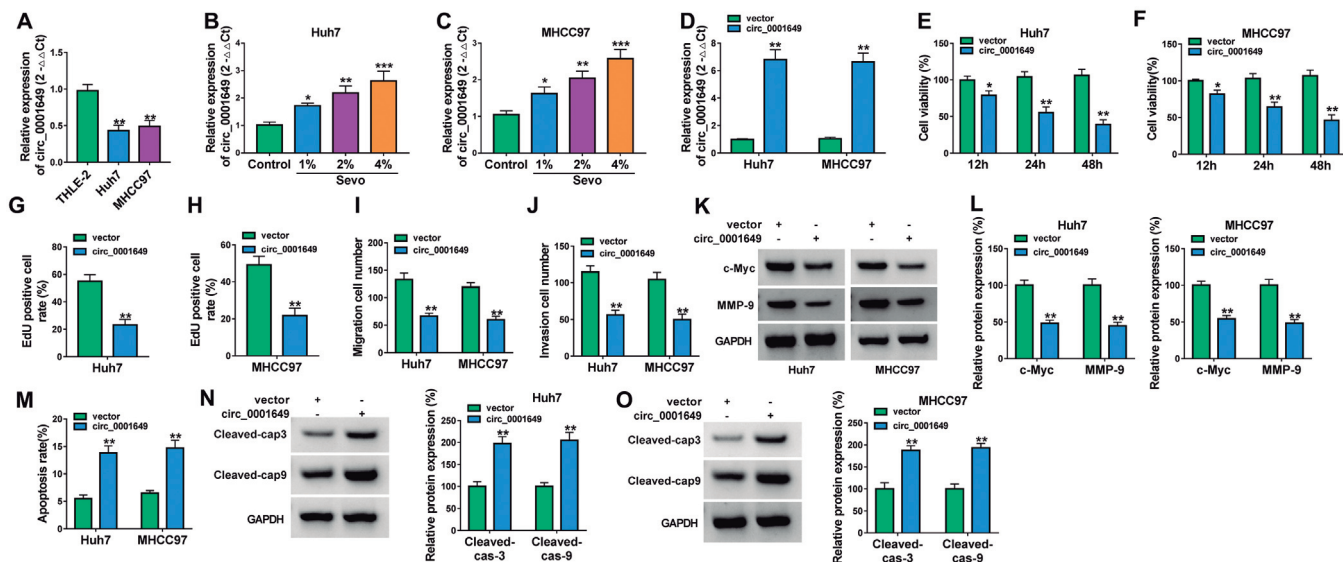 A
Relative expression
of circ_0001649 (2 -△△Ct)
1.5
1.0
0.5
0.0
**
**
THLE-2
Huh7
MHCC97
B
Huh7
Relative expression
of circ_0001649 (2 -△△Ct)
4
3
2
1
0
*
**
***
Control
1%
2%
4%
Sevo
C
MHCC97
Relative expression
of circ_0001649 (2 -△△Ct)
3
2
1
0
*
**
***
Control
1%
2%
4%
Sevo
D
vector
circ_0001649
Relative expression
of circ_0001649 (2 -△△Ct)
8
6
4
2
0
**
**
Huh7
MHCC97
E
Huh7
vector
circ_0001649
Cell viability (%)
200
150
100
50
0
*
**
**
12h
24h
48h
F
MHCC97
vector
circ_0001649
Cell viability(%)
200
150
100
50
0
*
**
**
12h
24h
48h
G
vector
circ_0001649
EdU positive cell
rate (%)
80
60
40
20
0
**
Huh7
H
vector
circ_0001649
EdU positive cell
rate (%)
60
40
20
0
**
MHCC97
I
vector
circ_0001649
Migration cell number
200
150
100
50
0
**
**
Huh7
MHCC97
J
vector
circ_0001649
Invasion cell number
200
150
100
50
0
**
**
Huh7
MHCC97
K
vector + - + -
circ_0001649 - + - +
c-Myc
MMP-9
GAPDH
Huh7
MHCC97
L
Huh7
vector
circ_0001649
Relative protein expression (%)
200
150
100
50
0
**
**
c-Myc
MMP-9
MHCC97
vector
circ_0001649
Relative protein expression (%)
200
150
100
50
0
**
**
c-Myc
MMP-9
M
vector
circ_0001649
Apoptosis rate(%)
20
15
10
5
0
**
**
Huh7
MHCC97
N
vector + -
circ_0001649 - +
Cleaved-cap3
Cleaved-cap9
GAPDH
Huh7
vector
circ_0001649
Relative protein expression (%)
250
200
150
100
50
0
**
**
Cleaved-
cas-3
Cleaved-
cas-9
O
vector + -
circ_0001649 - +
Cleaved-cap3
Cleaved-cap9
GAPDH
MHCC97
vector
circ_0001649
Relative protein expression (%)
250
200
150
100
50
0
**
**
Cleaved-
cas-3
Cleaved-
cas-9